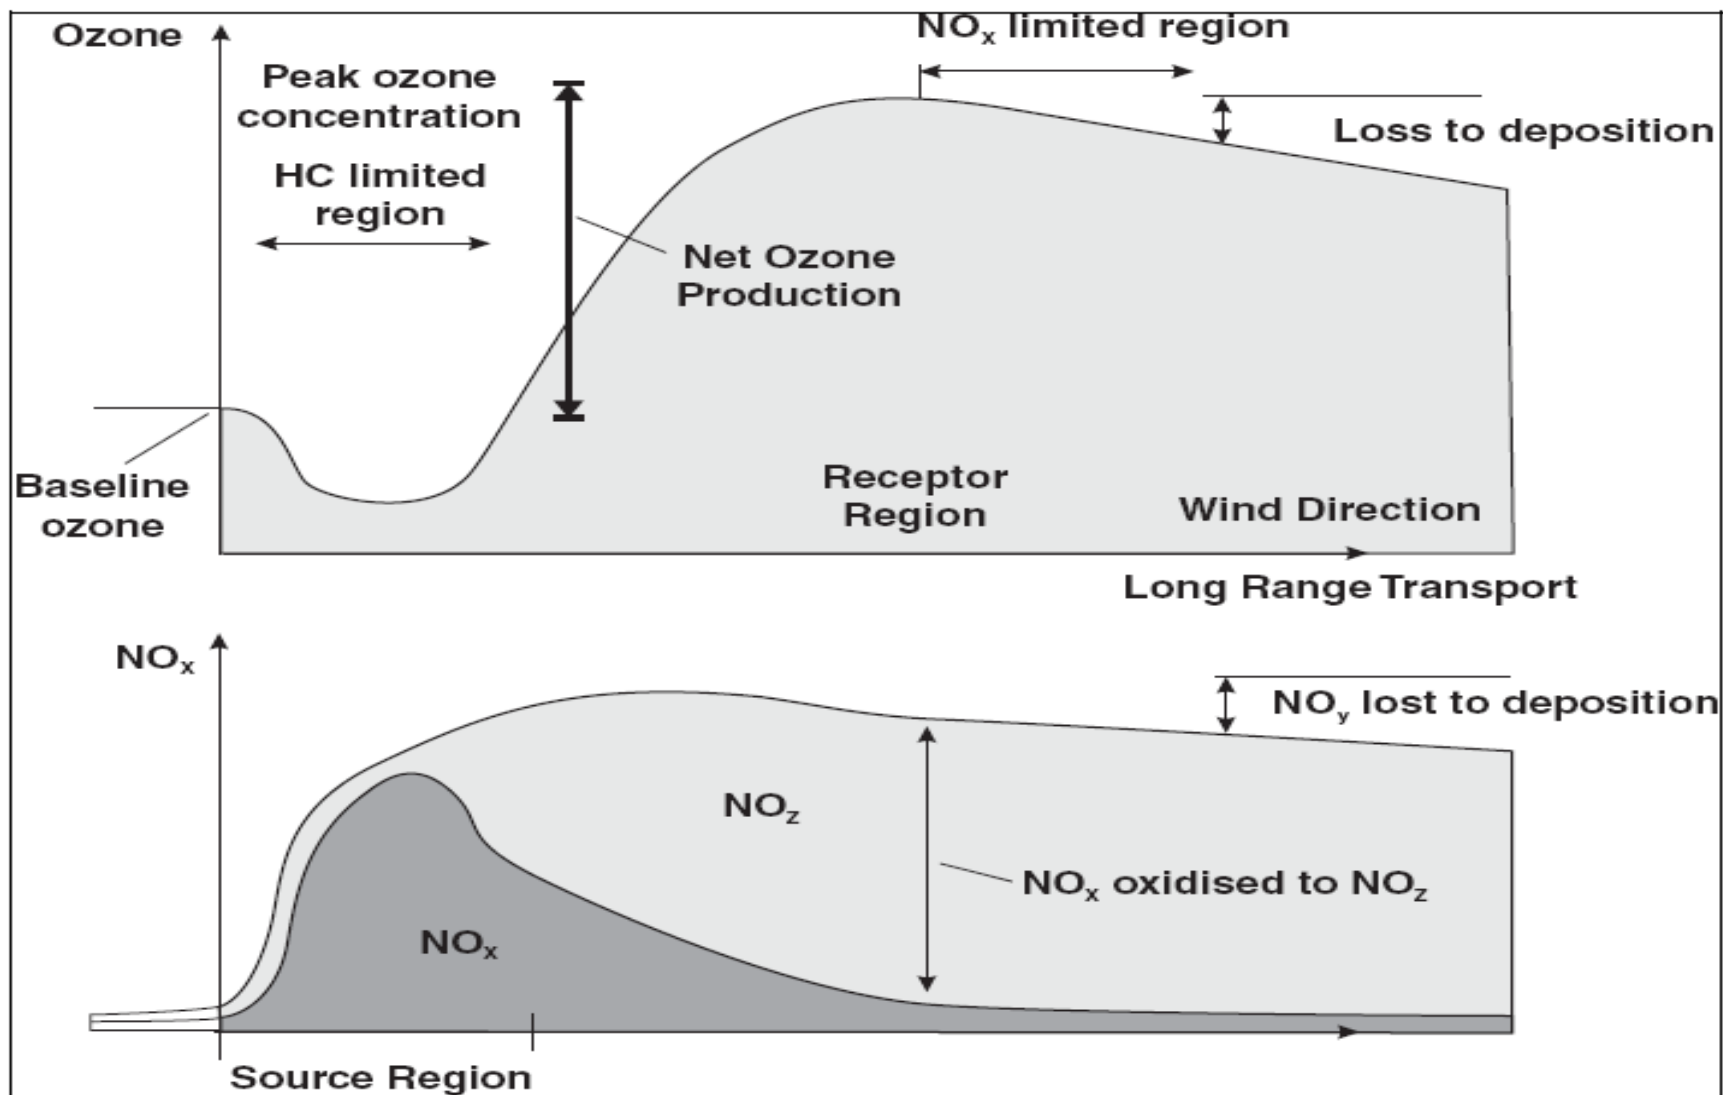 Ozone
NOₓ limited region
Peak ozone
concentration
Loss to deposition
HC limited
region
Net Ozone
Production
Baseline
ozone
Receptor
Region
Wind Direction
Long Range Transport
NOₓ
NOy lost to deposition
NOz
NOₓ oxidised to NOz
NOₓ
Source Region